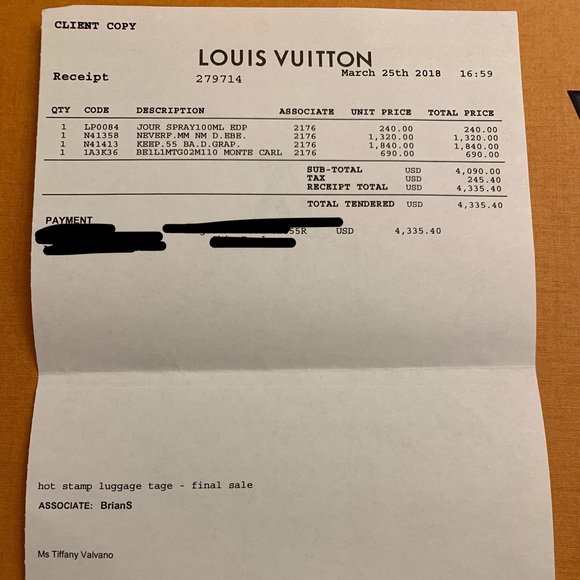 CLIENT COPY
LOUIS VUITTON
Receipt 279714 March 25th 2018 16:59
QTY CODE DESCRIPTION ASSOCIATE UNIT PRICE TOTAL PRICE
1 LP0084 JOUR SPRAY100ML EDP 2176 240.00 240.00
1 N41358 NEVERF.MM NM D.EBE. 2176 1,320.00 1,320.00
1 N41413 KEEP.55 BA.D.GRAP. 2176 1,840.00 1,840.00
1 1A3K36 BE1L1MTG02M110 MONTE CARL 2176 690.00 690.00
SUB-TOTAL USD 4,090.00
TAX USD 245.40
RECEIPT TOTAL USD 4,335.40
TOTAL TENDERED USD 4,335.40
PAYMENT
55R USD 4,335.40
hot stamp luggage tage - final sale
ASSOCIATE: BrianS
Ms Tiffany Valvano